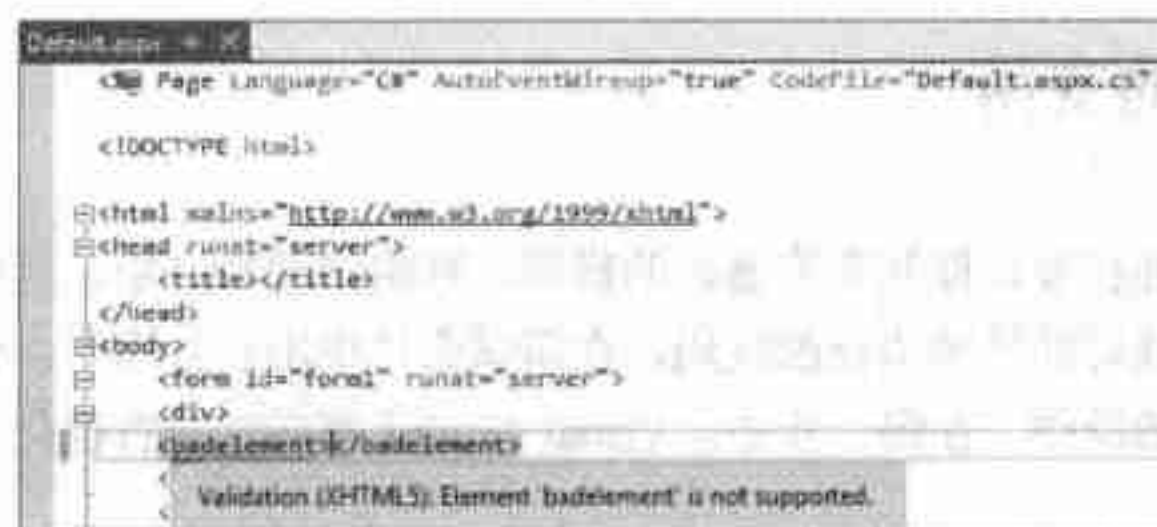 Default.aspx
<%@ Page Language="C#" AutoEventWireup="true" CodeFile="Default.aspx.cs"
<!DOCTYPE html>
<html xmlns="http://www.w3.org/1999/xhtml">
<head runat="server">
<title></title>
</head>
<body>
<form id="form1" runat="server">
<div>
<badelement></badelement>
<
Validation (XHTML5): Element 'badelement' is not supported.
<